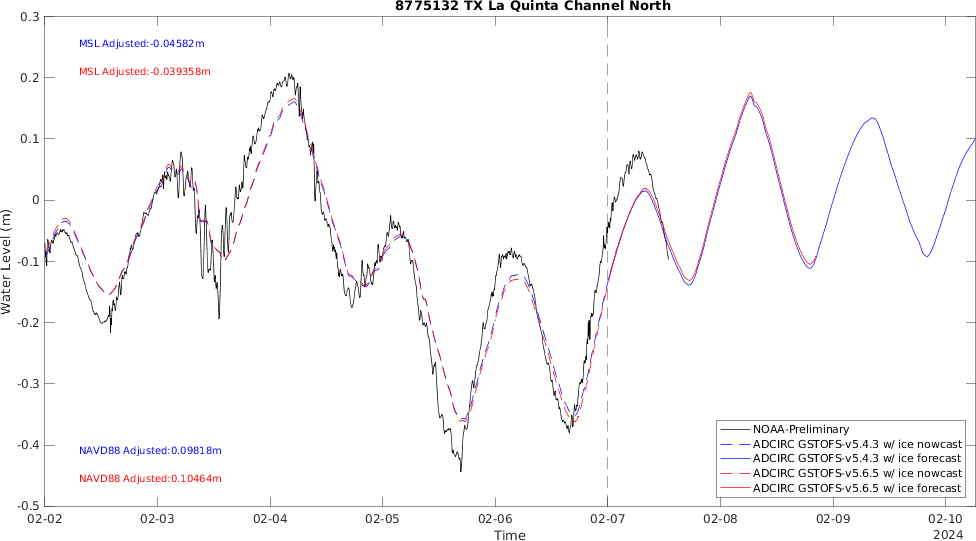 8775132 TX La Quinta Channel North
0.3
0.2
0.1
0
-0.1
-0.2
-0.3
-0.4
-0.5
Water Level (m)
MSL Adjusted:-0.04582m
MSL Adjusted:-0.039358m
NAVD88 Adjusted:0.09818m
NAVD88 Adjusted:0.10464m
NOAA-Preliminary
ADCIRC GSTOFS-v5.4.3 w/ ice nowcast
ADCIRC GSTOFS-v5.4.3 w/ ice forecast
ADCIRC GSTOFS-v5.6.5 w/ ice nowcast
ADCIRC GSTOFS-v5.6.5 w/ ice forecast
02-02 02-03 02-04 02-05 02-06 02-07 02-08 02-09 02-10
2024
Time